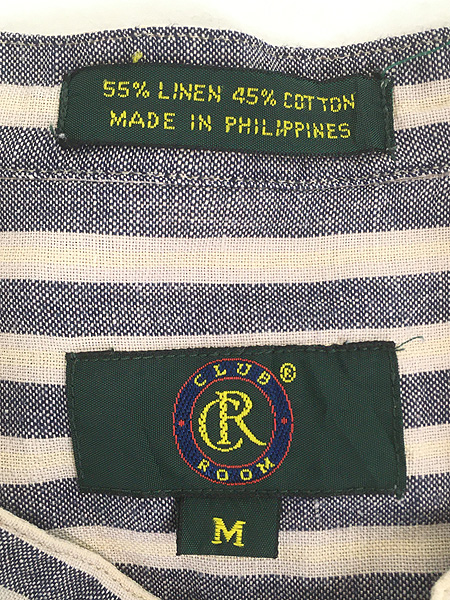 55% LINEN 45% COTTON
MADE IN PHILIPPINES
CLUB ®
CR
ROOM
M